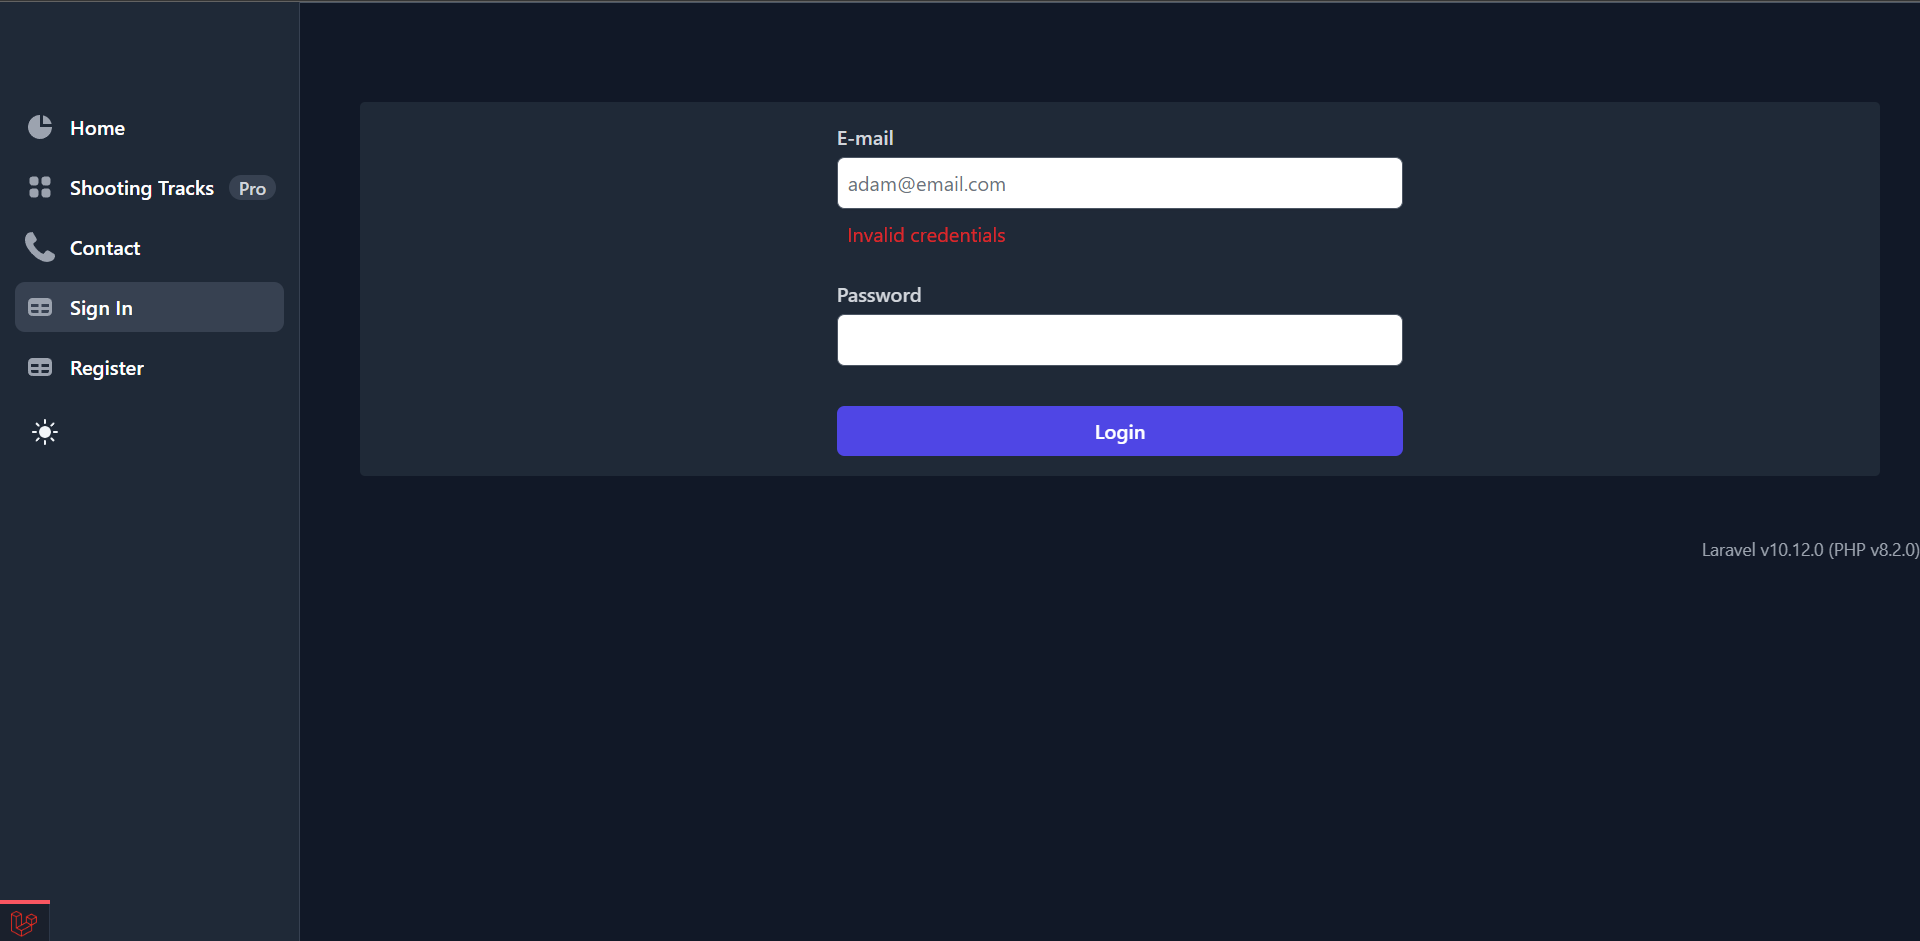 Home
Shooting Tracks Pro
Contact
Sign In
Register
E-mail
adam@email.com
Invalid credentials
Password
Login
Laravel v10.12.0 (PHP v8.2.0)